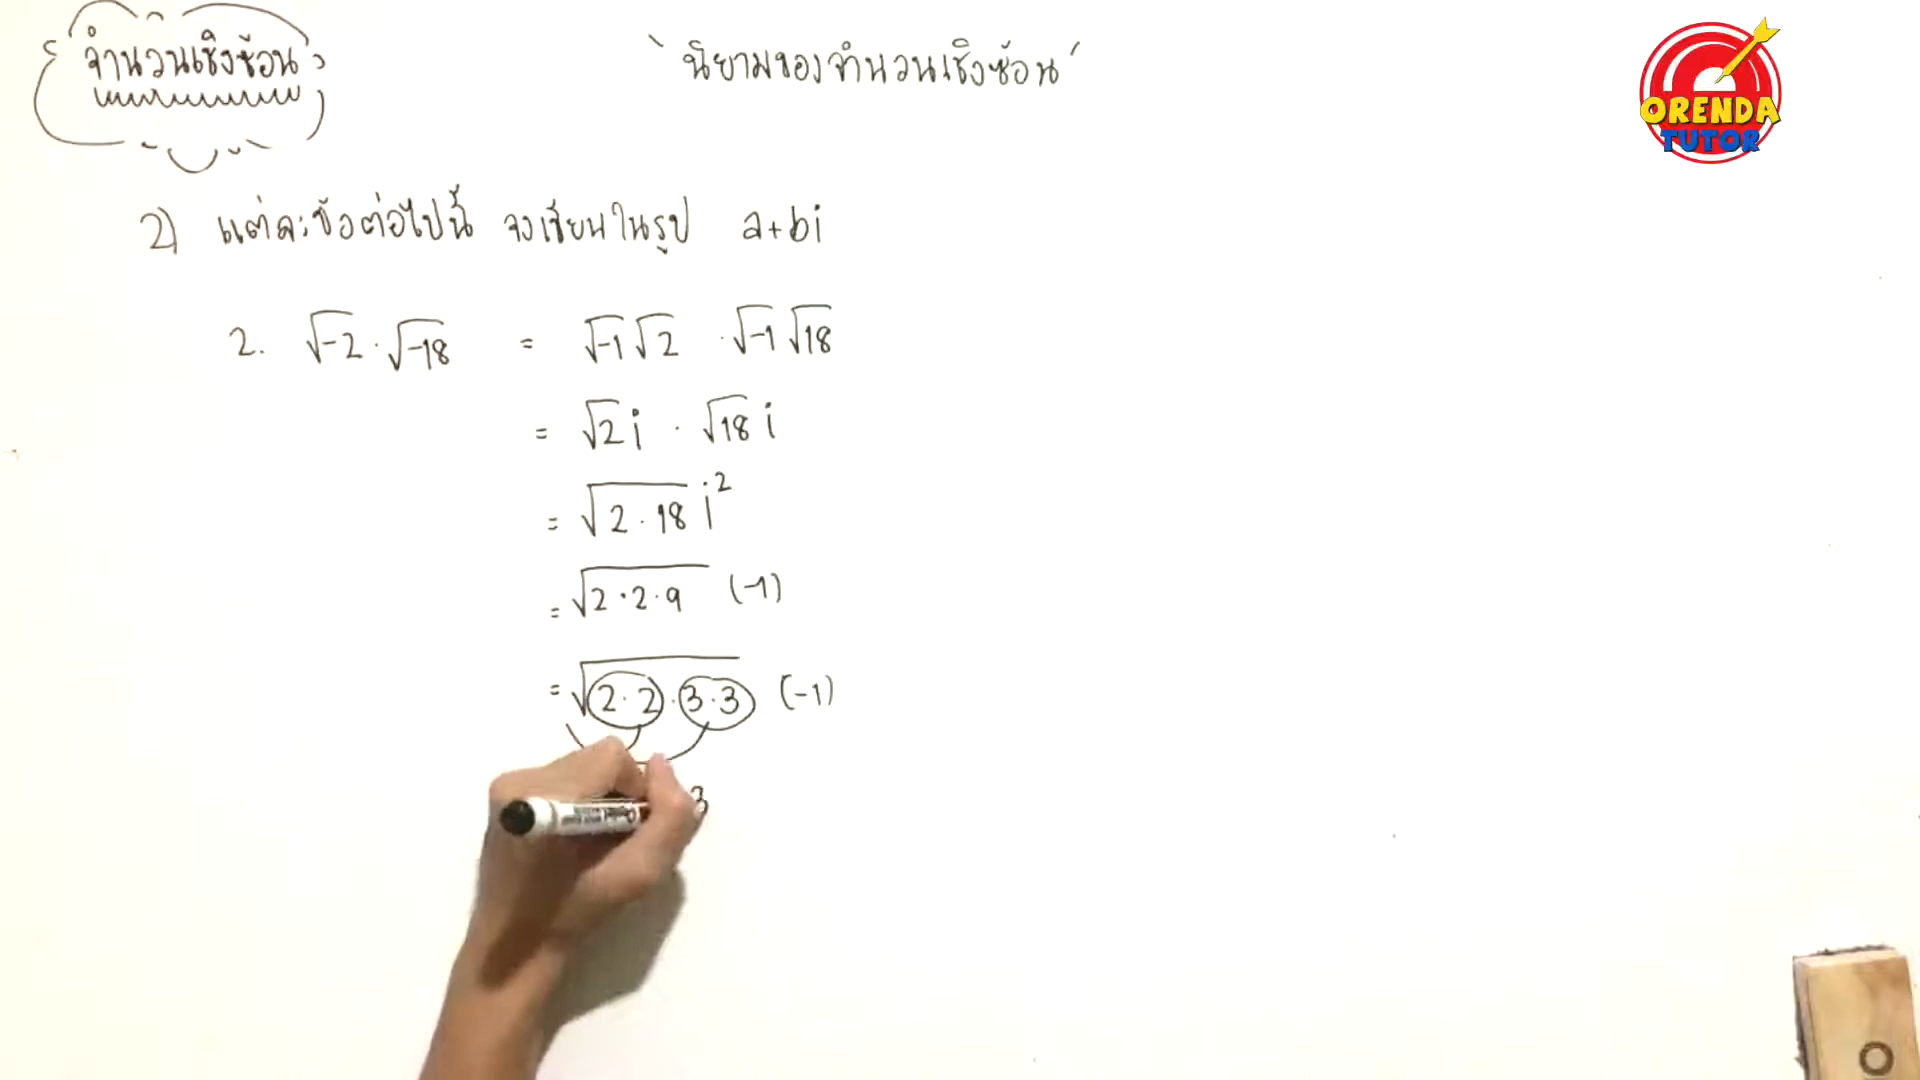 จำนวนเชิงซ้อน
`นิยามของจำนวนเชิงซ้อน´
ORENDA
TUTOR
2) แต่ละข้อต่อไปนี้ จงเขียนในรูป a+bi
2. √-2 · √-18 = √-1 √2 · √-1 √18
= √2 i · √18 i
= √2 · 18 i²
= √2 · 2 · 9 (-1)
= √2 · 2 · 3 · 3 (-1)
3